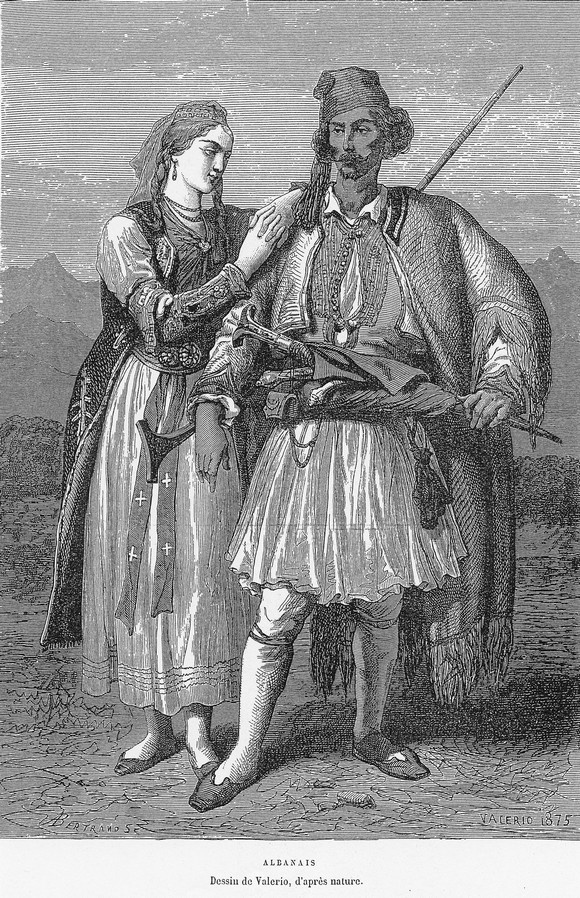 BERTRAND SC
VALERIO 1875
ALBANAIS
Dessin de Valerio, d'après nature.